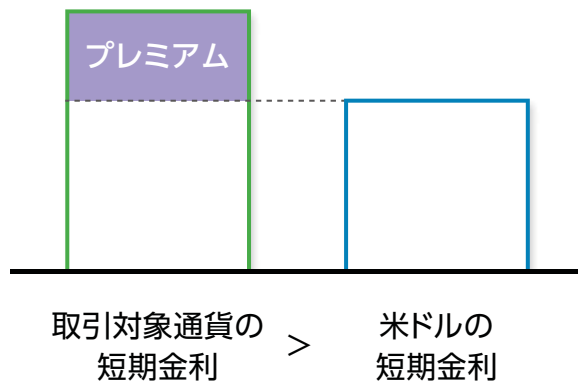 プレミアム
取引対象通貨の
短期金利
>
米ドルの
短期金利